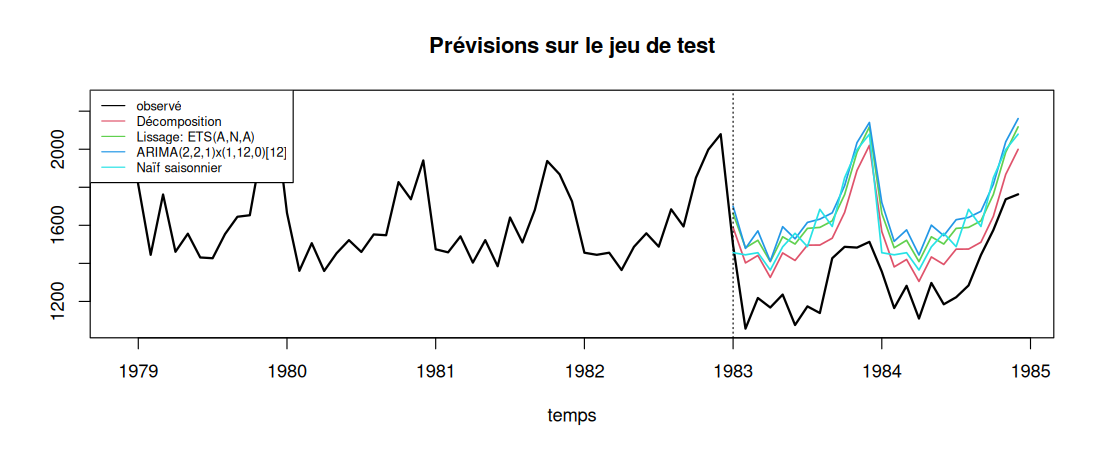 Prévisions sur le jeu de test
observé
Décomposition
Lissage: ETS(A,N,A)
ARIMA(2,2,1)x(1,12,0)[12]
Naïf saisonnier
2000
1600
1200
1979 1980 1981 1982 1983 1984 1985
temps